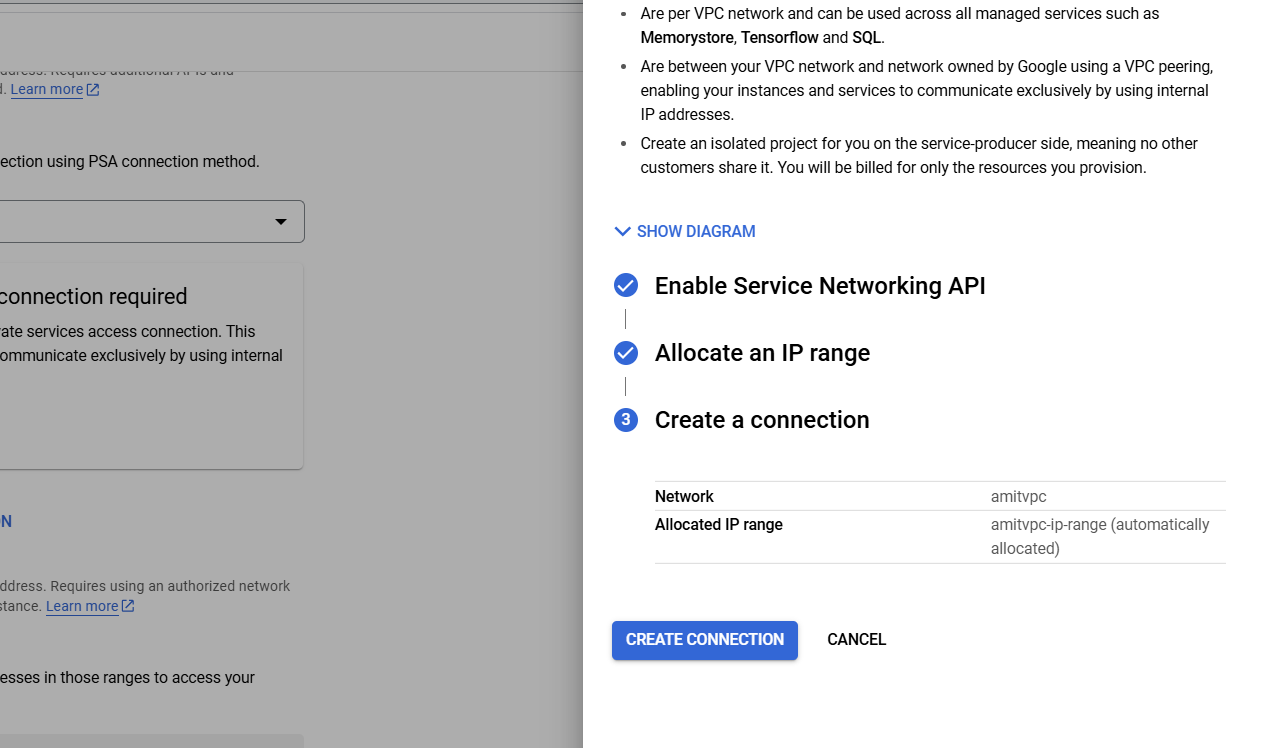 address. Requires additional APIs and
d. Learn more
ection using PSA connection method.
connection required
ate services access connection. This
ommunicate exclusively by using internal
N
ddress. Requires using an authorized network
stance. Learn more
esses in those ranges to access your
Are per VPC network and can be used across all managed services such as
Memorystore, Tensorflow and SQL.
Are between your VPC network and network owned by Google using a VPC peering,
enabling your instances and services to communicate exclusively by using internal
IP addresses.
Create an isolated project for you on the service-producer side, meaning no other
customers share it. You will be billed for only the resources you provision.
SHOW DIAGRAM
Enable Service Networking API
Allocate an IP range
3 Create a connection
Network amitvpc
Allocated IP range amitvpc-ip-range (automatically
allocated)
CREATE CONNECTION CANCEL